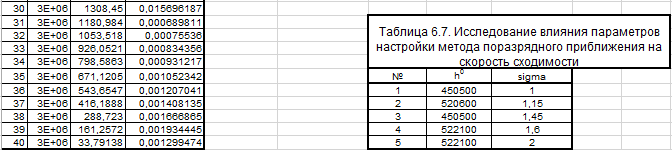 30 3E+06 1308,45 0,015696187
31 3E+06 1180,984 0,000689811
32 3E+06 1053,518 0,00075536
33 3E+06 926,0521 0,000834356
34 3E+06 798,5863 0,000931217
35 3E+06 671,1205 0,001052342
36 3E+06 543,6547 0,001207041
37 3E+06 416,1888 0,001408135
38 3E+06 288,723 0,001666865
39 3E+06 161,2572 0,001934445
40 3E+06 33,79138 0,001299474
Таблица 6.7. Исследование влияния параметров
настройки метода поразрядного приближения на
скорость сходимости
№ h⁰ sigma
1 450500 1
2 520600 1,15
3 450500 1,45
4 522100 1,6
5 522100 2